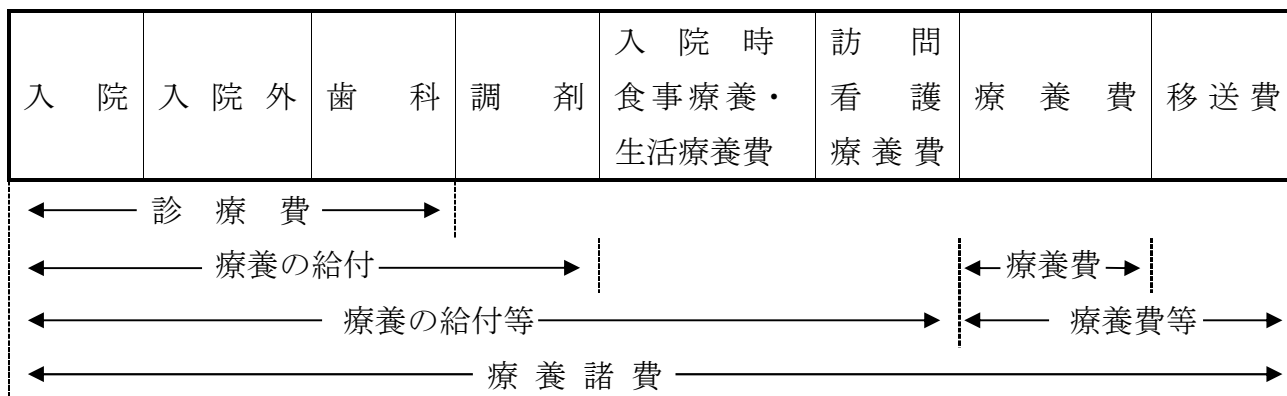 入院
入院外
歯科
調剤
入院時
食事療養・
生活療養費
訪問
看護
療養費
療養費
移送費
診療費
療養の給付
療養費
療養の給付等
療養費等
療養諸費